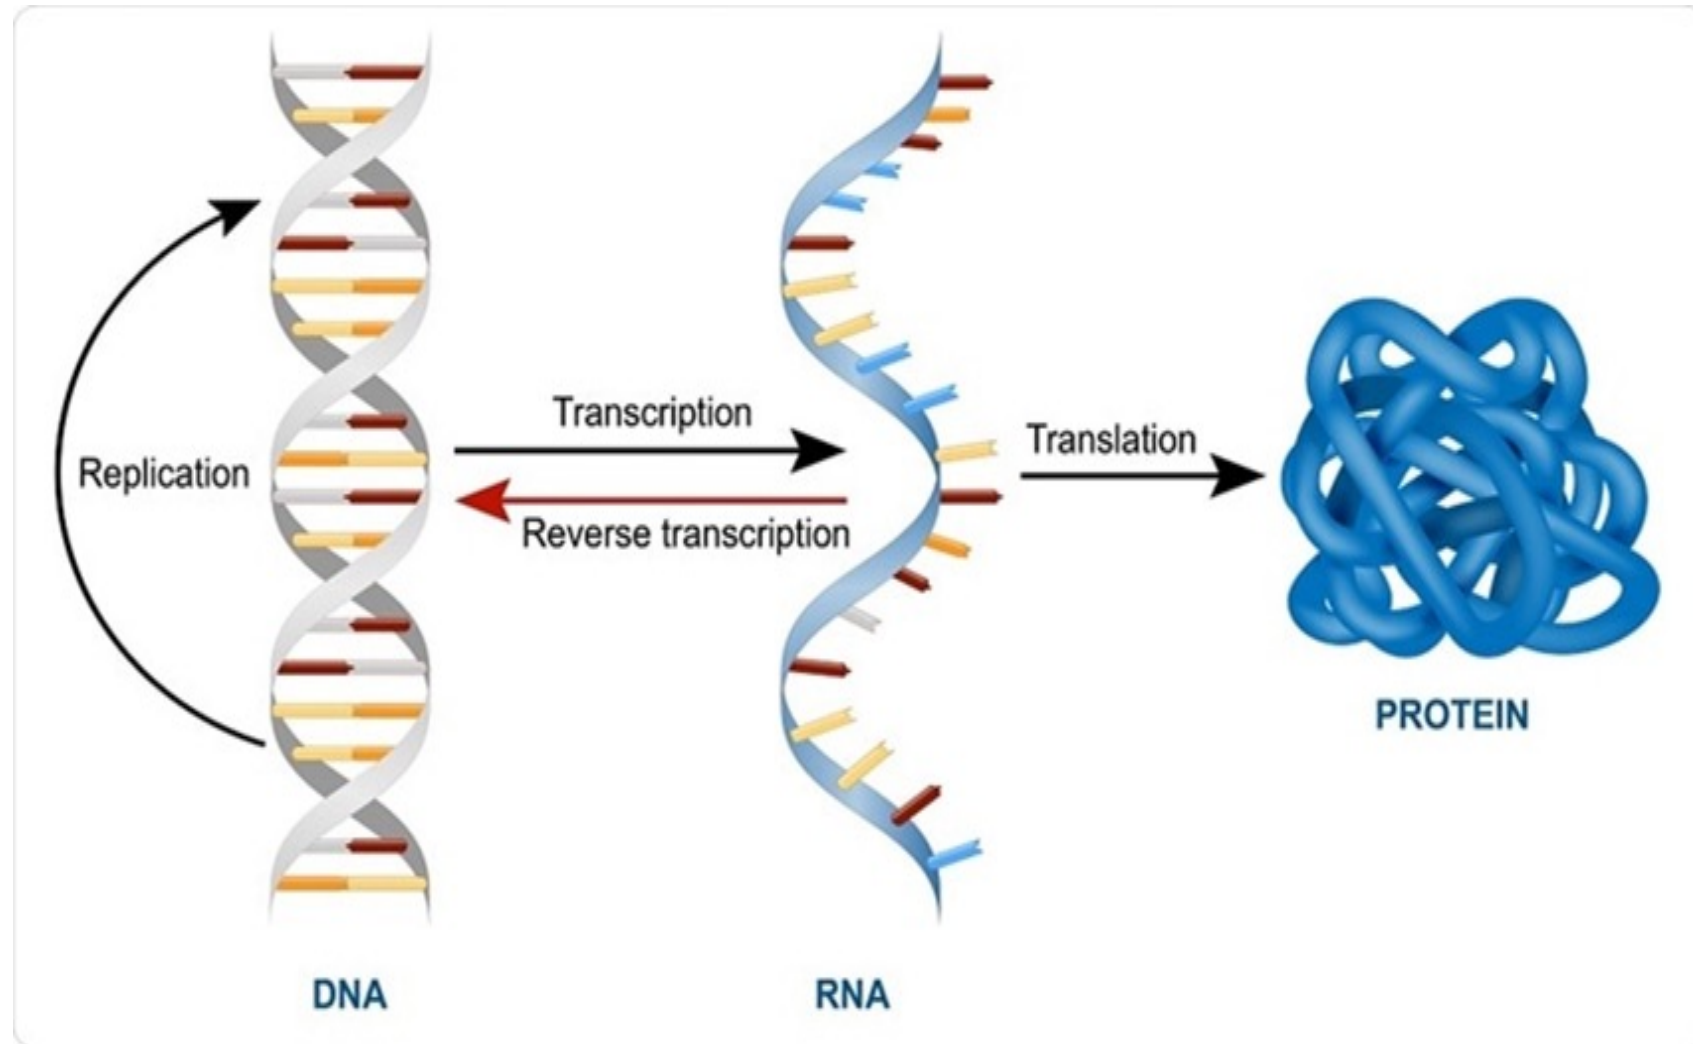 Replication
Transcription
Reverse transcription
Translation
PROTEIN
DNA
RNA